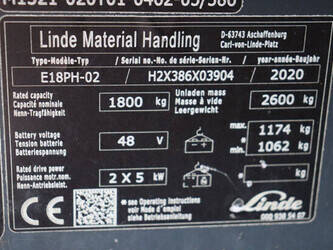 Linde Material Handling
D-63743 Aschaffenburg
Carl-von-Linde-Platz
Type-Modèle-Typ / Serial no.-No. de série-Serien-Nr. / year-année-Baujahr
E18PH-02 / H2X386X03904 / 2020
Rated capacity
Capacité nominale
Nenn-Tragfähigkeit
1800 kg
Unladen mass
Masse à vide
Leergewicht
2600 kg
Battery voltage
Tension batterie
Batteriespannung
48 V
max. 1174 kg
min. 1062 kg
Rated drive power
Puissance motr.nom.
Nenn-Antriebsleist.
2 X 5 kW
CE
see Operating instructions
voir Mode d'emploi
siehe Betriebsanleitung
Linde
000 938 54 07